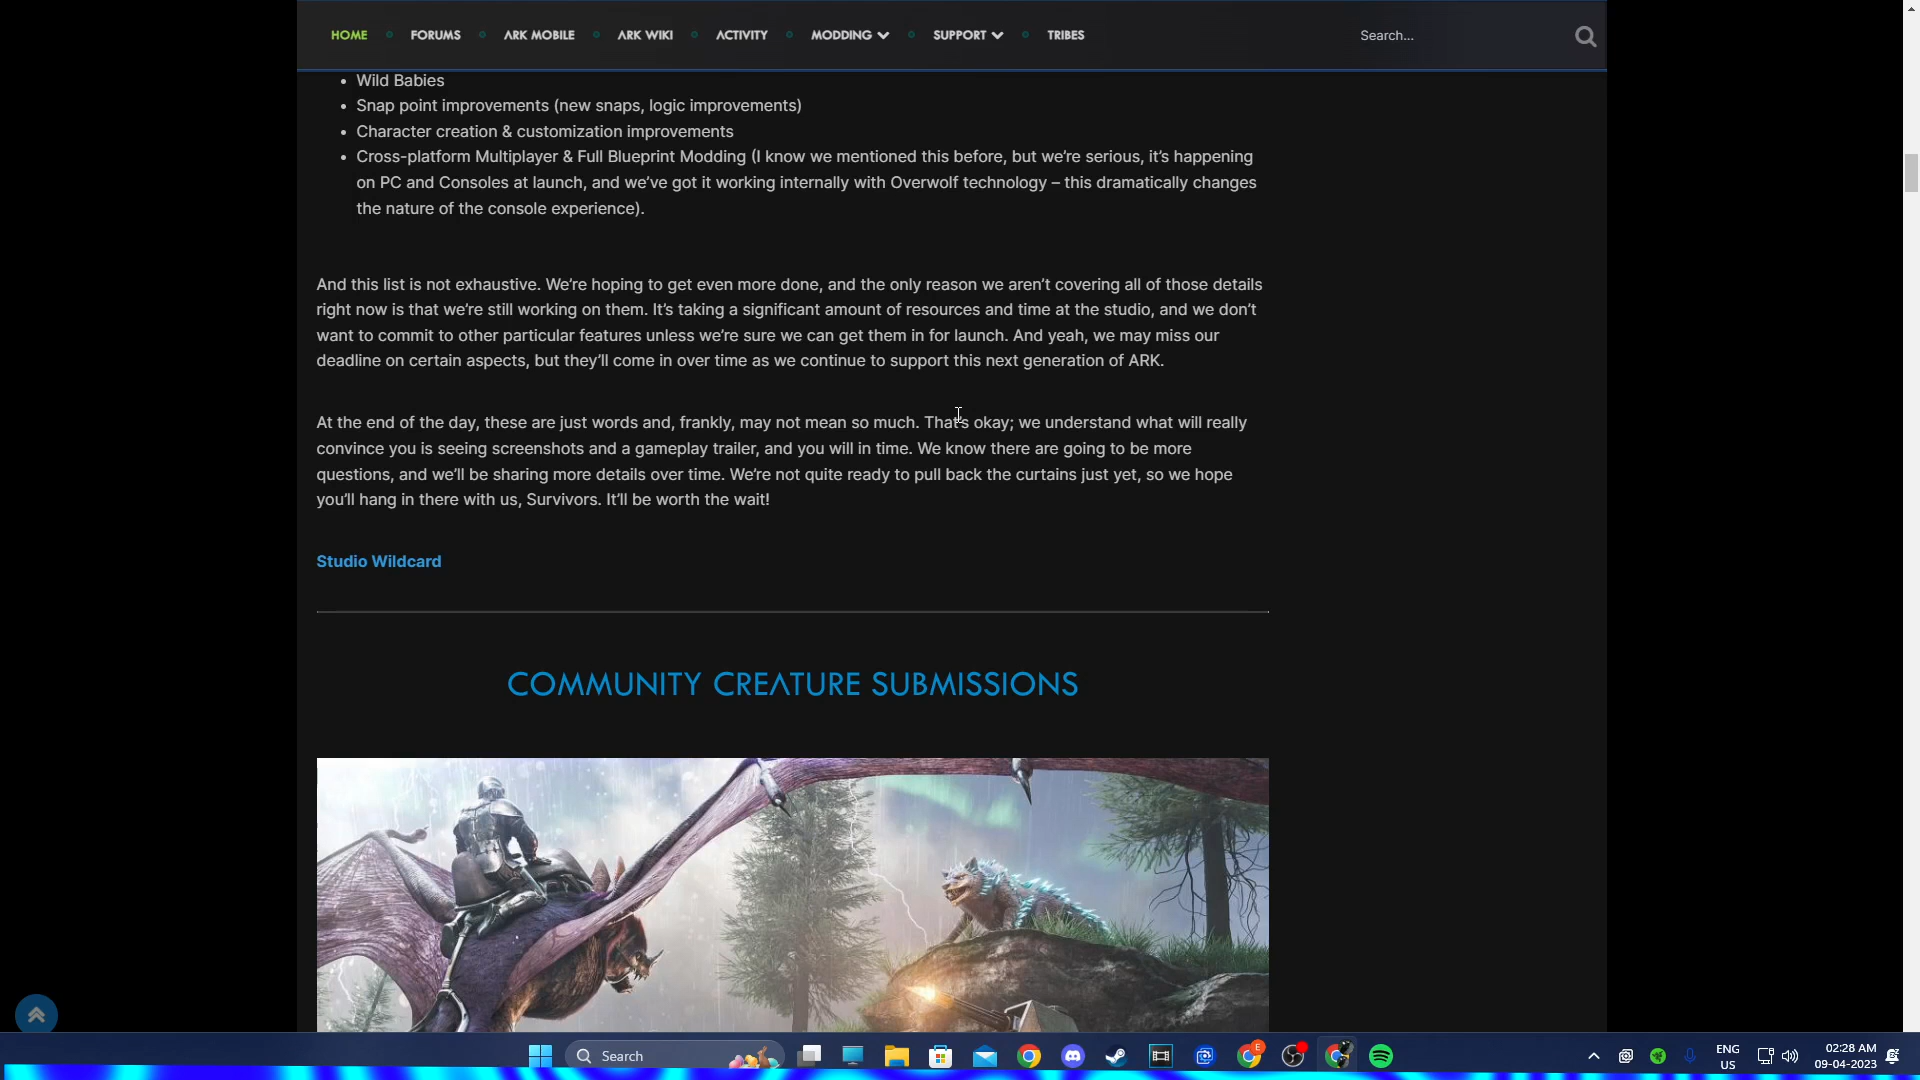 HOME FORUMS ARK MOBILE ARK WIKI ACTIVITY MODDING SUPPORT TRIBES Search...
• Wild Babies
• Snap point improvements (new snaps, logic improvements)
• Character creation & customization improvements
• Cross-platform Multiplayer & Full Blueprint Modding (I know we mentioned this before, but we're serious, it's happening
on PC and Consoles at launch, and we've got it working internally with Overwolf technology – this dramatically changes
the nature of the console experience).
And this list is not exhaustive. We're hoping to get even more done, and the only reason we aren't covering all of those details
right now is that we're still working on them. It's taking a significant amount of resources and time at the studio, and we don't
want to commit to other particular features unless we're sure we can get them in for launch. And yeah, we may miss our
deadline on certain aspects, but they'll come in over time as we continue to support this next generation of ARK.
At the end of the day, these are just words and, frankly, may not mean so much. That's okay; we understand what will really
convince you is seeing screenshots and a gameplay trailer, and you will in time. We know there are going to be more
questions, and we'll be sharing more details over time. We're not quite ready to pull back the curtains just yet, so we hope
you'll hang in there with us, Survivors. It'll be worth the wait!
Studio Wildcard
COMMUNITY CREATURE SUBMISSIONS
Search
ENG
US
02:28 AM
09-04-2023